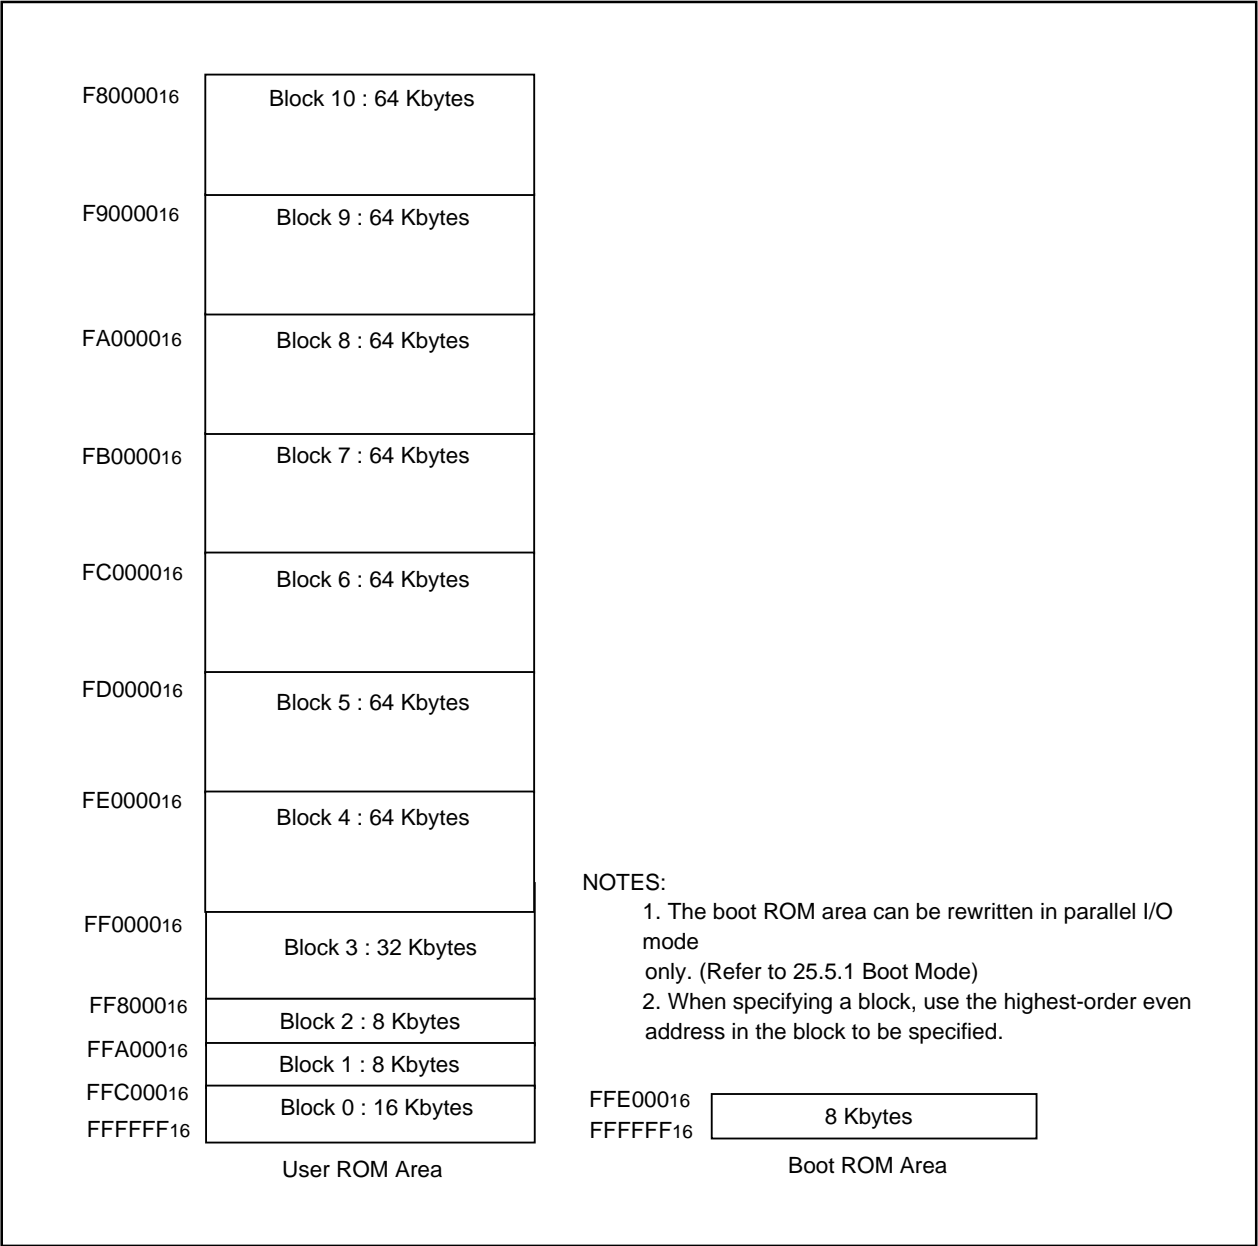 F8000016
Block 10 : 64 Kbytes
F9000016
Block 9 : 64 Kbytes
FA000016
Block 8 : 64 Kbytes
FB000016
Block 7 : 64 Kbytes
FC000016
Block 6 : 64 Kbytes
FD000016
Block 5 : 64 Kbytes
FE000016
Block 4 : 64 Kbytes
FF000016
Block 3 : 32 Kbytes
FF800016
Block 2 : 8 Kbytes
FFA00016
Block 1 : 8 Kbytes
FFC00016
Block 0 : 16 Kbytes
FFFFFF16
User ROM Area
NOTES:
1. The boot ROM area can be rewritten in parallel I/O
mode
only. (Refer to 25.5.1 Boot Mode)
2. When specifying a block, use the highest-order even
address in the block to be specified.
FFE00016
8 Kbytes
FFFFFF16
Boot ROM Area